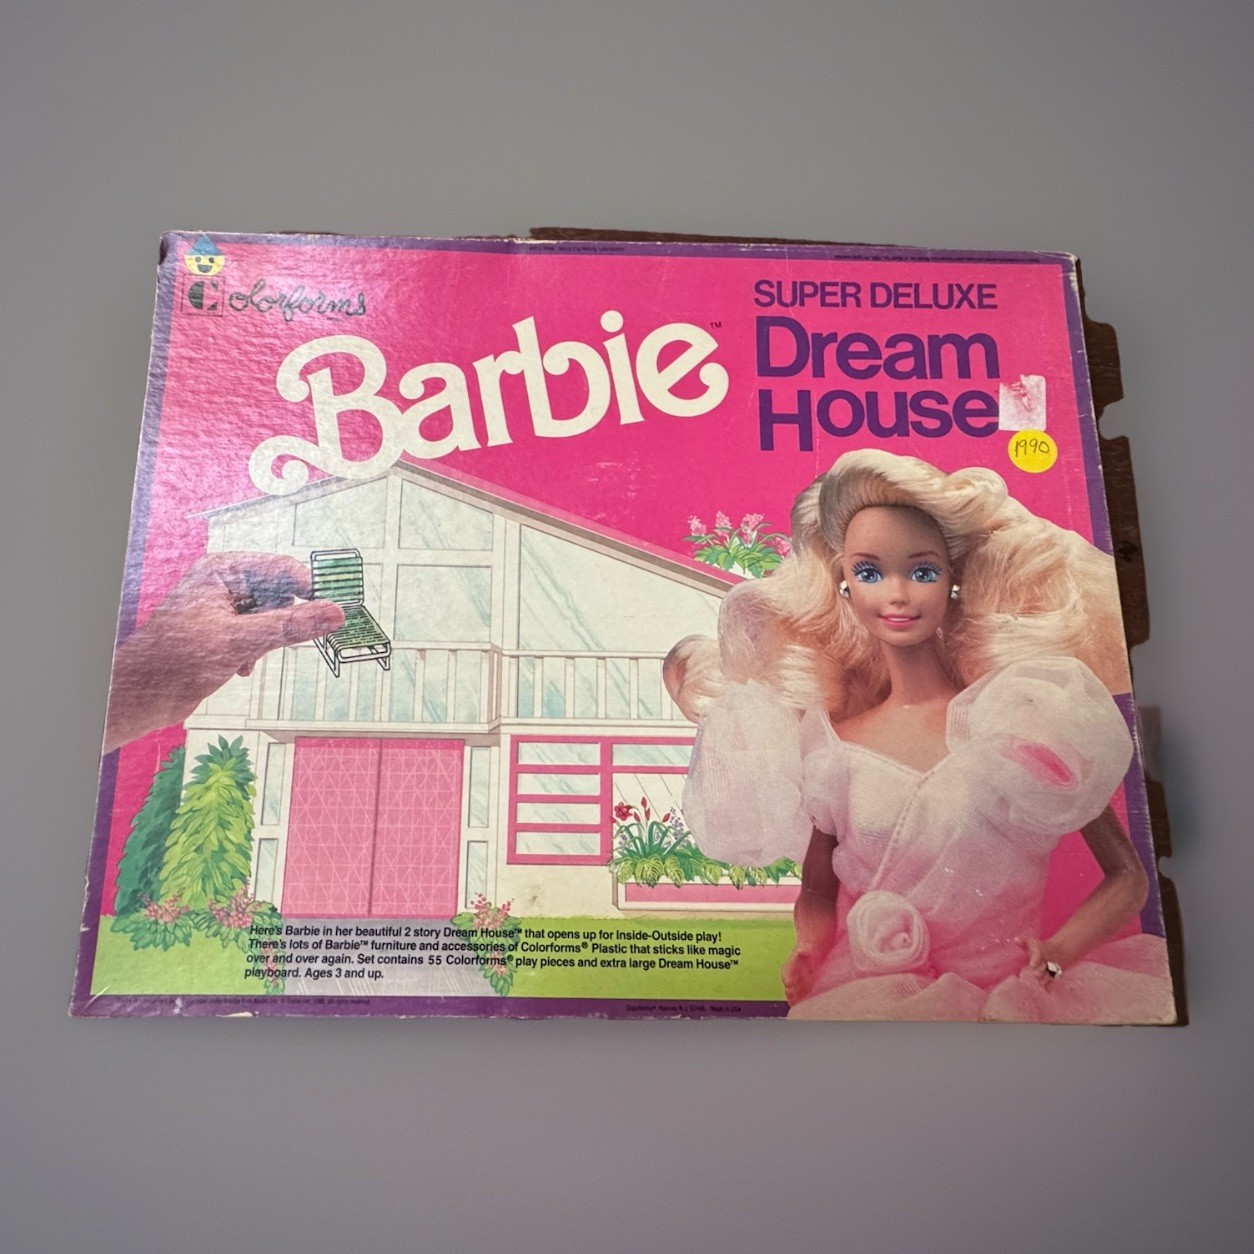 Colorforms
Barbie™
SUPER DELUXE
Dream
House
1990
Here's Barbie in her beautiful 2 story Dream House™ that opens up for Inside-Outside play!
There's lots of Barbie™ furniture and accessories of Colorforms® Plastic that sticks like magic
over and over again. Set contains 55 Colorforms® play pieces and extra large Dream House™
playboard. Ages 3 and up.